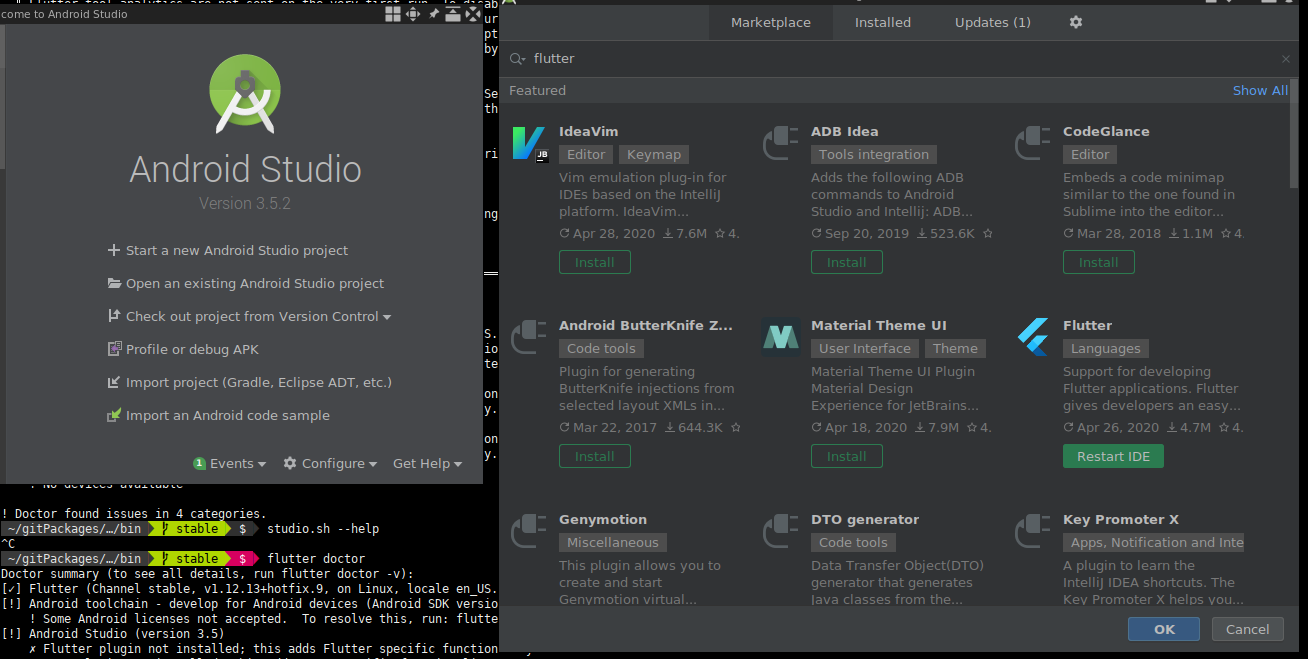 come to Android Studio
Android Studio
Version 3.5.2
Start a new Android Studio project
Open an existing Android Studio project
Check out project from Version Control
Profile or debug APK
Import project (Gradle, Eclipse ADT, etc.)
Import an Android code sample
1 Events
Configure
Get Help
Marketplace
Installed
Updates (1)
flutter
Featured
Show All
IdeaVim
Editor Keymap
Vim emulation plug-in for
IDEs based on the IntelliJ
platform. IdeaVim...
Apr 28, 2020 7.6M 4.
Install
ADB Idea
Tools integration
Adds the following ADB
commands to Android
Studio and Intellij: ADB...
Sep 20, 2019 523.6K
Install
CodeGlance
Editor
Embeds a code minimap
similar to the one found in
Sublime into the editor...
Mar 28, 2018 1.1M 4.
Install
Android ButterKnife Z...
Code tools
Plugin for generating
ButterKnife injections from
selected layout XMLs in...
Mar 22, 2017 644.3K
Install
Material Theme UI
User Interface Theme
Material Theme UI Plugin
Material Design
Experience for JetBrains...
Apr 18, 2020 7.9M 4.
Install
Flutter
Languages
Support for developing
Flutter applications. Flutter
gives developers an easy...
Apr 26, 2020 4.7M 4.
Restart IDE
Genymotion
Miscellaneous
This plugin allows you to
create and start
Genymotion virtual...
DTO generator
Code tools
Data Transfer Object(DTO)
generator that generates
Java classes from the...
Key Promoter X
Apps, Notification and Inte
A plugin to learn the
IntelliJ IDEA shortcuts. The
Key Promoter X helps you...
OK
Cancel
! No devices available
! Doctor found issues in 4 categories.
~/gitPackages/…/bin stable $ studio.sh --help
^C
~/gitPackages/…/bin stable $ flutter doctor
Doctor summary (to see all details, run flutter doctor -v):
[✓] Flutter (Channel stable, v1.12.13+hotfix.9, on Linux, locale en_US.
[!] Android toolchain - develop for Android devices (Android SDK versio
! Some Android licenses not accepted. To resolve this, run: flutte
[!] Android Studio (version 3.5)
✗ Flutter plugin not installed; this adds Flutter specific function